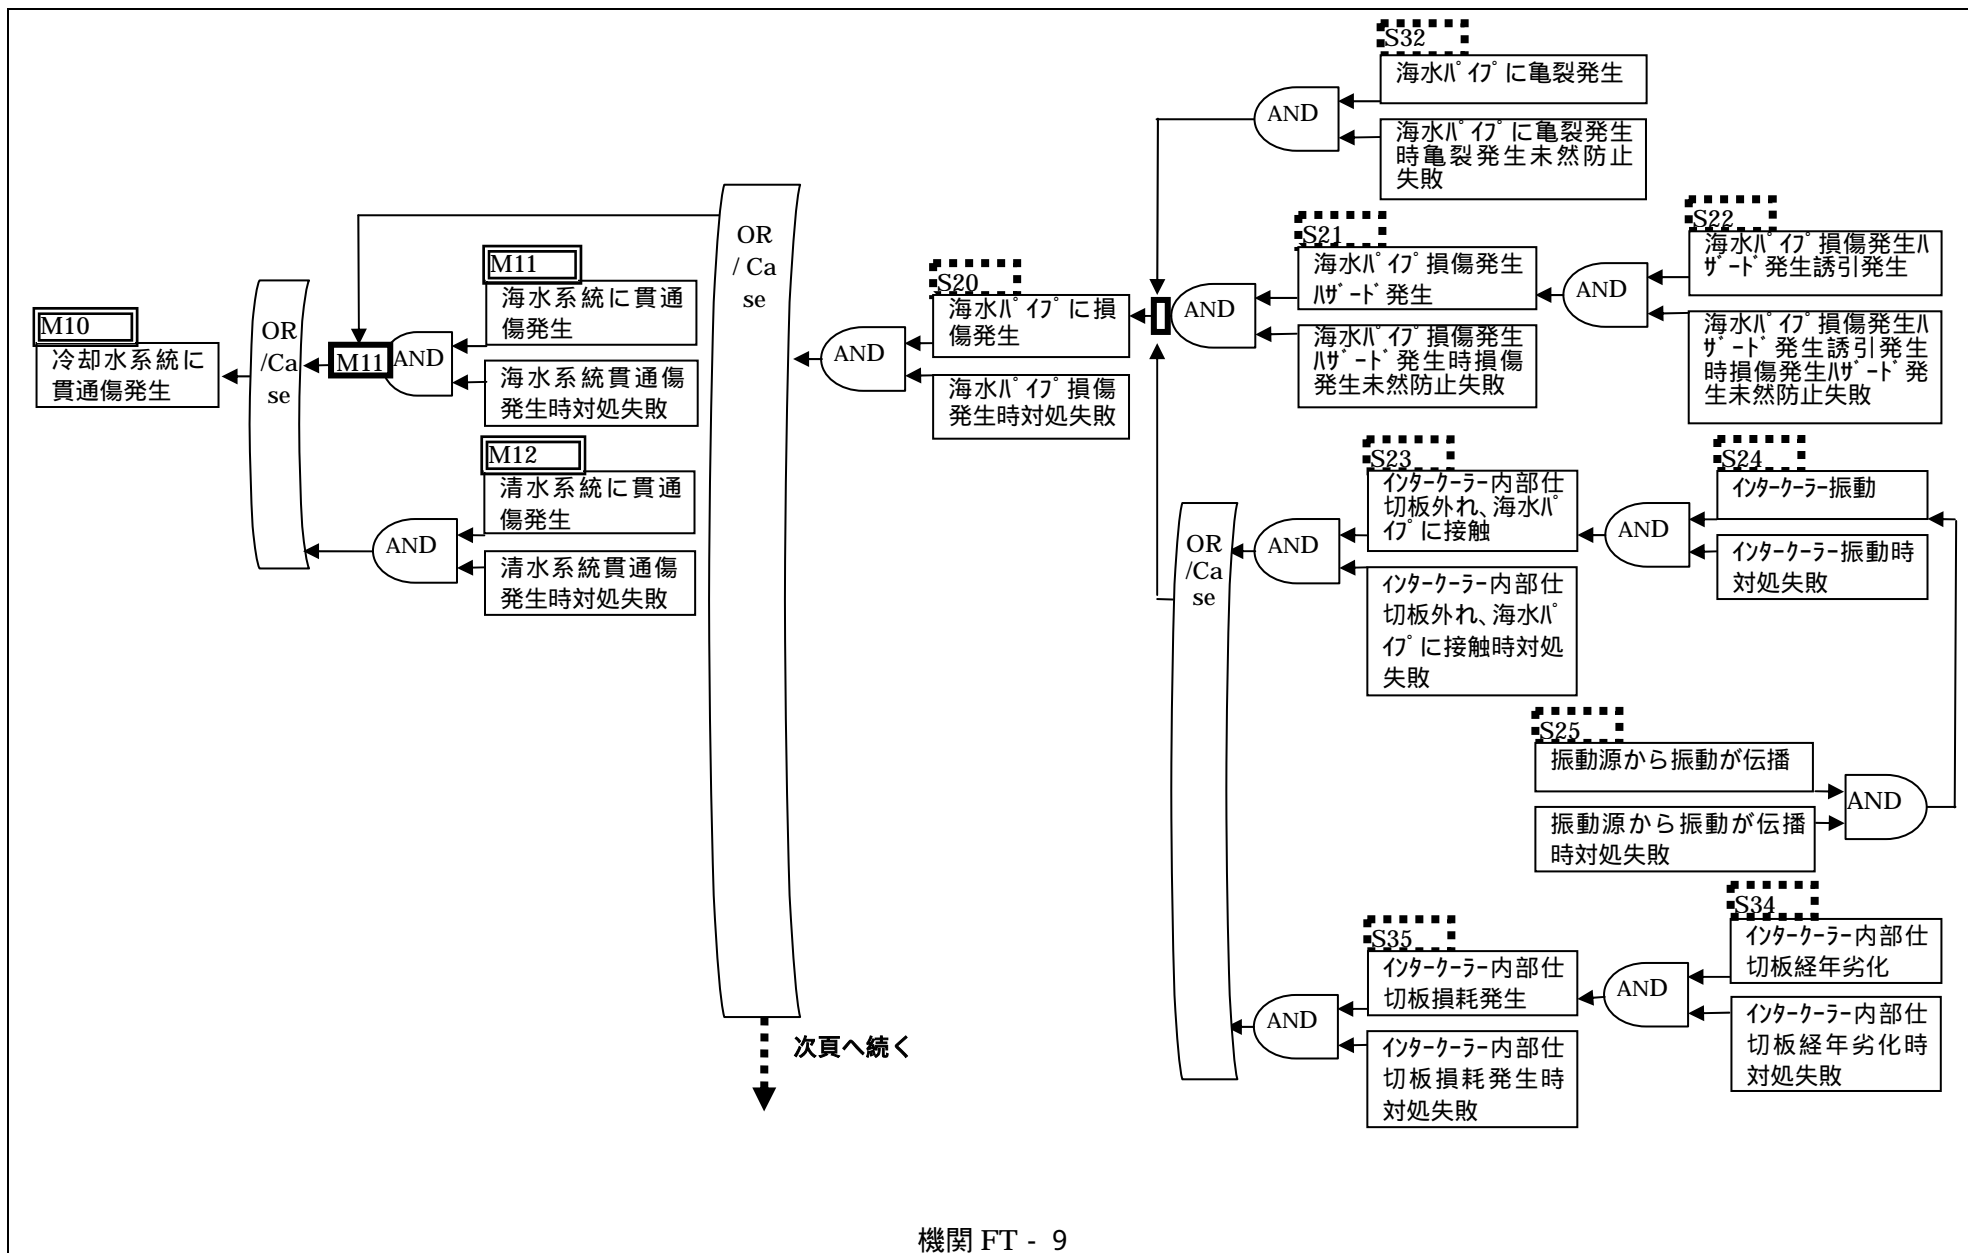 S32
海水ﾊﾟｲﾌﾟに亀裂発生
AND
海水ﾊﾟｲﾌﾟに亀裂発生
時亀裂発生未然防止
失敗
OR
/ Ca
se
M11
海水系統に貫通
傷発生
S20
海水ﾊﾟｲﾌﾟに損
傷発生
AND
海水ﾊﾟｲﾌﾟ損傷
発生時対処失敗
S21
海水ﾊﾟｲﾌﾟ損傷発生
ﾊｻﾞｰﾄﾞ発生
AND
海水ﾊﾟｲﾌﾟ損傷発生
ﾊｻﾞｰﾄﾞ発生時損傷
発生未然防止失敗
S22
海水ﾊﾟｲﾌﾟ損傷発生ﾊ
ｻﾞｰﾄﾞ発生誘引発生
AND
海水ﾊﾟｲﾌﾟ損傷発生ﾊ
ｻﾞｰﾄﾞ発生誘引発生
時損傷発生ﾊｻﾞｰﾄﾞ発
生未然防止失敗
M10
冷却水系統に
貫通傷発生
OR
/Ca
se
M11
AND
海水系統貫通傷
発生時対処失敗
M12
清水系統に貫通
傷発生
AND
清水系統貫通傷
発生時対処失敗
OR
/Ca
se
S23
ｲﾝﾀｰｸｰﾗｰ内部仕
切板外れ、海水ﾊﾟ
ｲﾌﾟに接触
AND
ｲﾝﾀｰｸｰﾗｰ内部仕
切板外れ、海水ﾊﾟ
ｲﾌﾟに接触時対処
失敗
S24
ｲﾝﾀｰｸｰﾗｰ振動
AND
ｲﾝﾀｰｸｰﾗｰ振動時
対処失敗
S25
振動源から振動が伝播
AND
振動源から振動が伝播
時対処失敗
S35
ｲﾝﾀｰｸｰﾗｰ内部仕
切板損耗発生
AND
ｲﾝﾀｰｸｰﾗｰ内部仕
切板損耗発生時
対処失敗
S34
ｲﾝﾀｰｸｰﾗｰ内部仕
切板経年劣化
AND
ｲﾝﾀｰｸｰﾗｰ内部仕
切板経年劣化時
対処失敗
次頁へ続く
機関 FT - 9